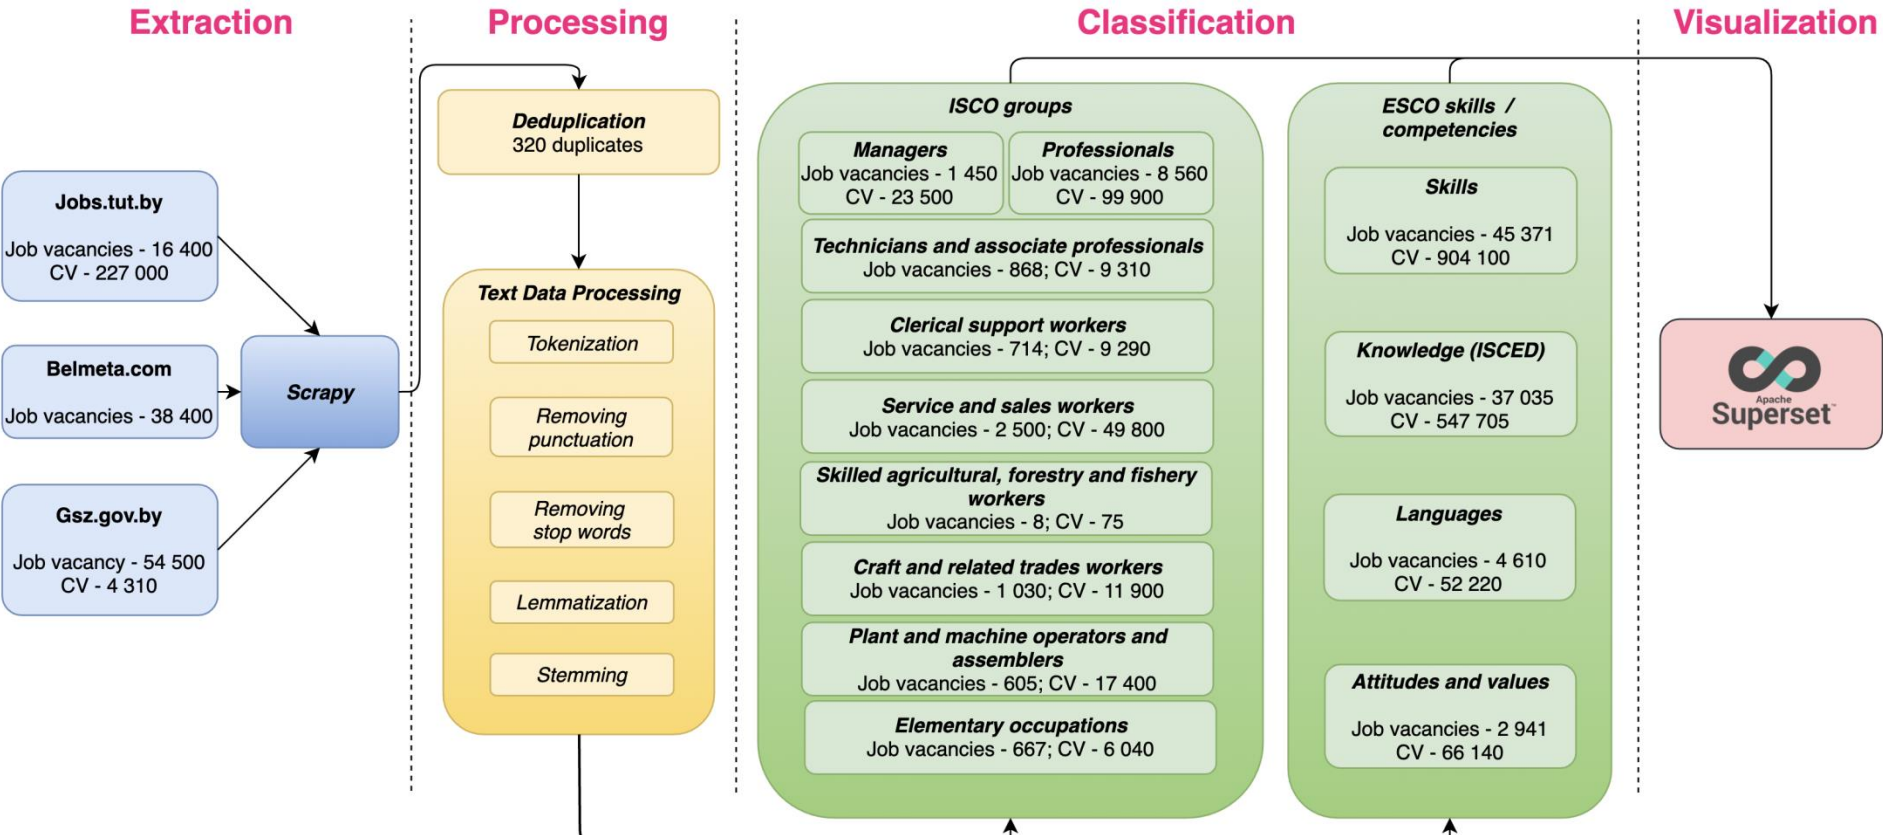 Extraction
Processing
Classification
Visualization
Jobs.tut.by
Job vacancies - 16 400
CV - 227 000
Belmeta.com
Job vacancies - 38 400
Gsz.gov.by
Job vacancy - 54 500
CV - 4 310
Scrapy
Deduplication
320 duplicates
Text Data Processing
Tokenization
Removing
punctuation
Removing
stop words
Lemmatization
Stemming
ISCO groups
Managers
Job vacancies - 1 450
CV - 23 500
Professionals
Job vacancies - 8 560
CV - 99 900
Technicians and associate professionals
Job vacancies - 868; CV - 9 310
Clerical support workers
Job vacancies - 714; CV - 9 290
Service and sales workers
Job vacancies - 2 500; CV - 49 800
Skilled agricultural, forestry and fishery
workers
Job vacancies - 8; CV - 75
Craft and related trades workers
Job vacancies - 1 030; CV - 11 900
Plant and machine operators and
assemblers
Job vacancies - 605; CV - 17 400
Elementary occupations
Job vacancies - 667; CV - 6 040
ESCO skills /
competencies
Skills
Job vacancies - 45 371
CV - 904 100
Knowledge (ISCED)
Job vacancies - 37 035
CV - 547 705
Languages
Job vacancies - 4 610
CV - 52 220
Attitudes and values
Job vacancies - 2 941
CV - 66 140
Apache
Superset™